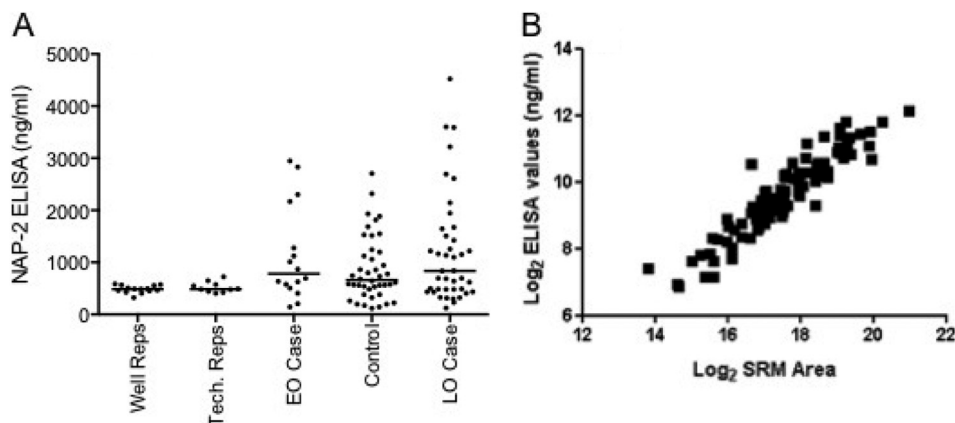 A
NAP-2 ELISA (ng/ml)
5000
4000
3000
2000
1000
0
Well Reps
Tech. Reps
EO Case
Control
LO Case
B
Log₂ ELISA values (ng/ml)
14
12
10
8
6
12
14
16
18
20
22
Log₂ SRM Area